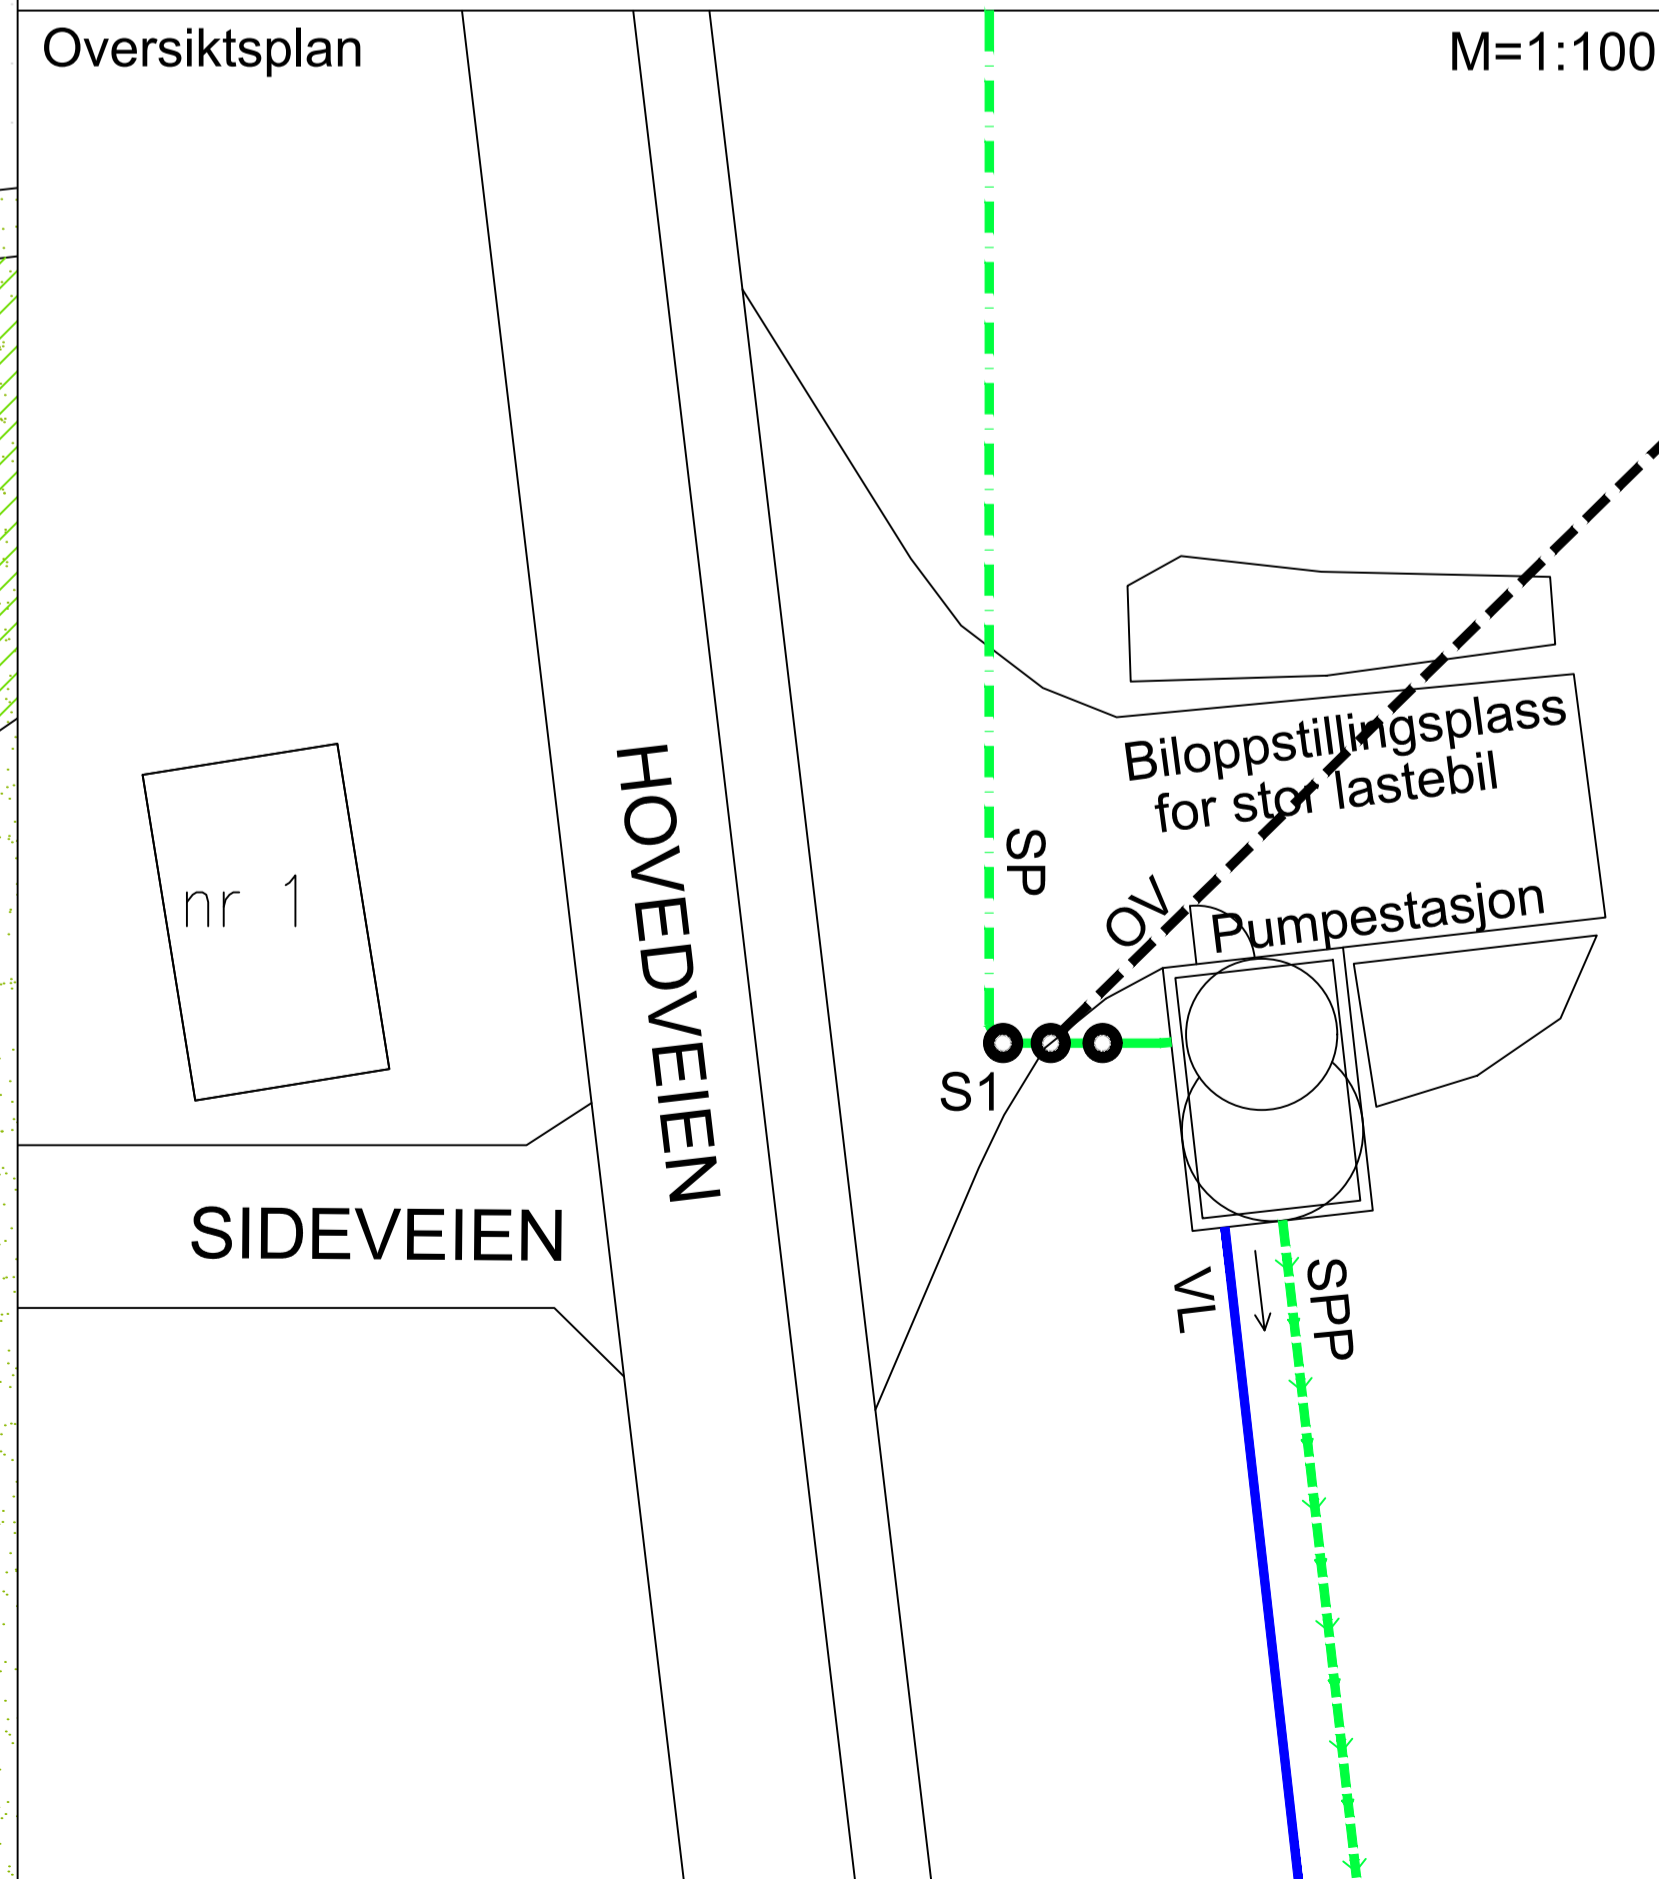 Oversiktsplan
M=1:100
Biloppstillingsplass
for stor lastebil
HOVEDVEIEN
SP
OV
Pumpestasjon
nr 1
S1
SIDEVEIEN
VL
SPP